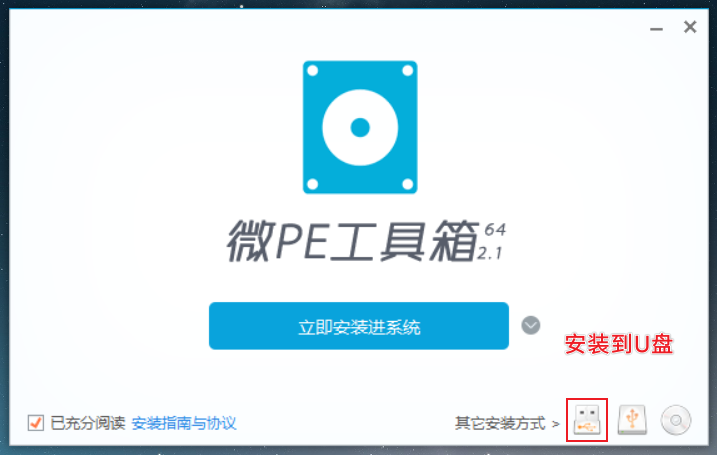 微PE工具箱 64
2.1
立即安装进系统
安装到U盘
已充分阅读 安装指南与协议
其它安装方式 >